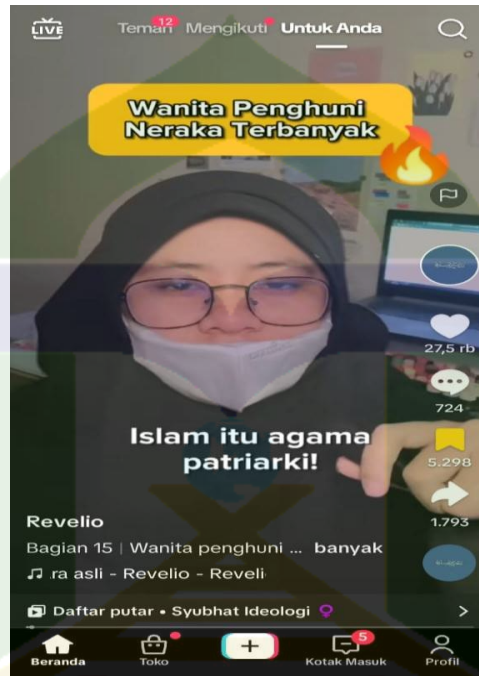 LIVE
Teman 12 Mengikuti Untuk Anda
Wanita Penghuni
Neraka Terbanyak
27,5 rb
724
Islam itu agama
patriarki!
5.298
1.793
Revelio
Bagian 15 | Wanita penghuni ... banyak
ra asli - Revelio - Reveli
Daftar putar • Syubhat Ideologi
Beranda
Toko
5
Kotak Masuk
Profil